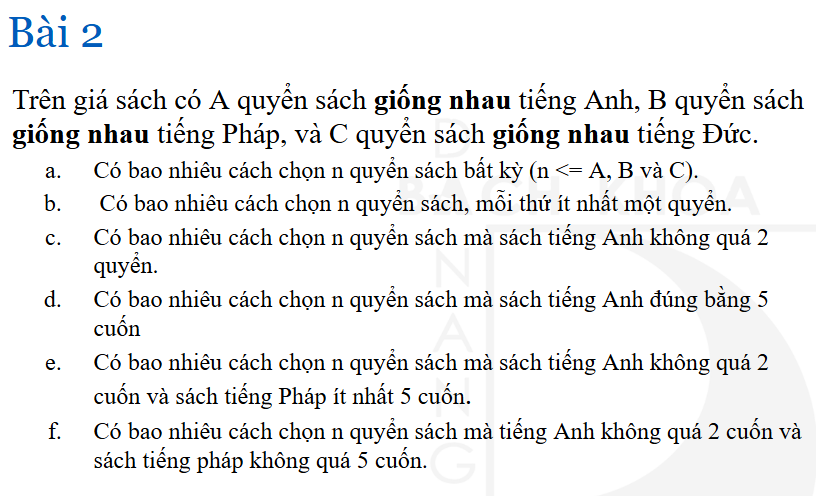 Bài 2
Trên giá sách có A quyển sách giống nhau tiếng Anh, B quyển sách
giống nhau tiếng Pháp, và C quyển sách giống nhau tiếng Đức.
a. Có bao nhiêu cách chọn n quyển sách bất kỳ (n <= A, B và C).
b. Có bao nhiêu cách chọn n quyển sách, mỗi thứ ít nhất một quyển.
c. Có bao nhiêu cách chọn n quyển sách mà sách tiếng Anh không quá 2
quyển.
d. Có bao nhiêu cách chọn n quyển sách mà sách tiếng Anh đúng bằng 5
cuốn
e. Có bao nhiêu cách chọn n quyển sách mà sách tiếng Anh không quá 2
cuốn và sách tiếng Pháp ít nhất 5 cuốn.
f. Có bao nhiêu cách chọn n quyển sách mà tiếng Anh không quá 2 cuốn và
sách tiếng pháp không quá 5 cuốn.
BACH KHOA
DANANG